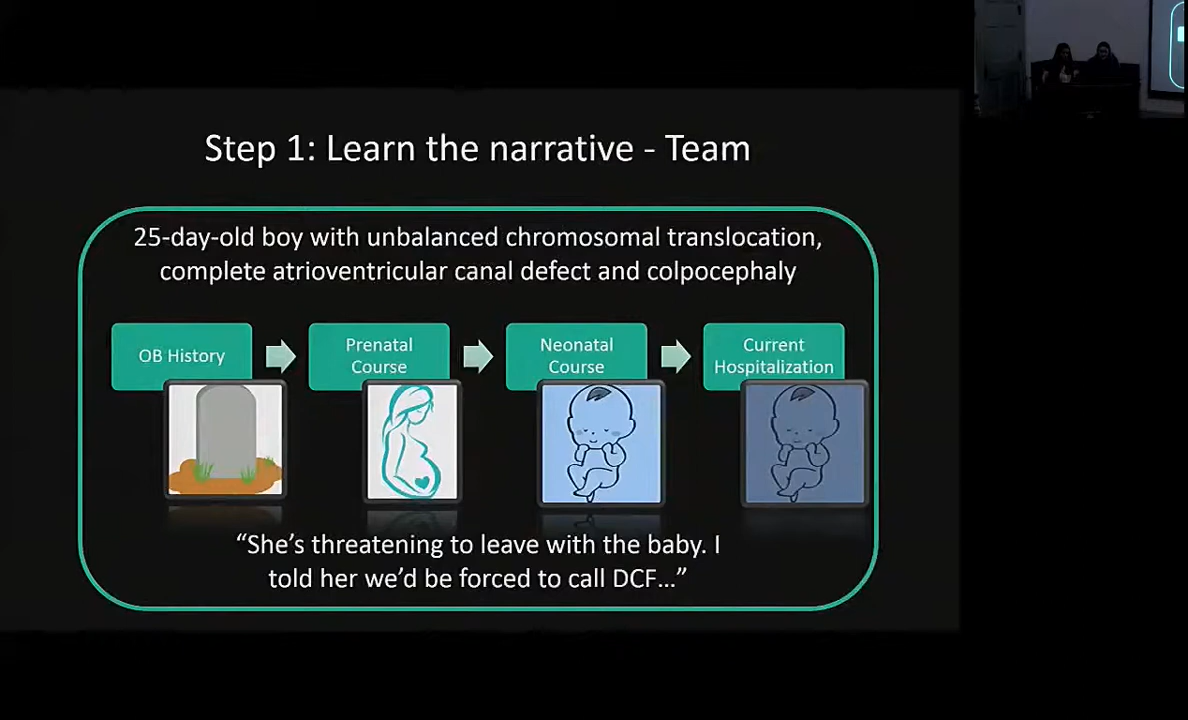 Step 1: Learn the narrative - Team
25-day-old boy with unbalanced chromosomal translocation,
complete atrioventricular canal defect and colpocephaly
OB History
Prenatal
Course
Neonatal
Course
Current
Hospitalization
“She’s threatening to leave with the baby. I
told her we’d be forced to call DCF…”